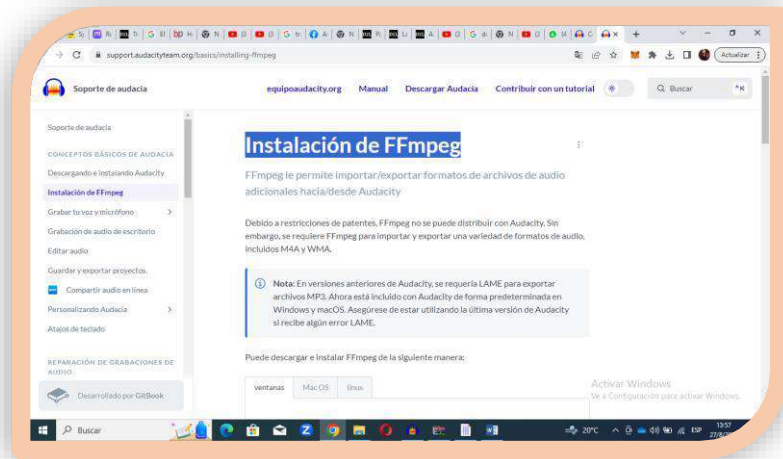 support.audacityteam.org/basics/installing-ffmpeg
Actualizar
Soporte de audacia
equipoaudacity.org Manual Descargar Audacia Contribuir con un tutorial
Buscar
Soporte de audacia
CONCEPTOS BÁSICOS DE AUDACIA
Descargando e instalando Audacity
Instalación de FFmpeg
Grabar tu voz y micrófono
Grabación de audio de escritorio
Editar audio
Guardar y exportar proyectos.
Compartir audio en línea
Personalizando Audacia
Atajos de teclado
REPARACIÓN DE GRABACIONES DE
AUDIO.
Desarrollado por GitBook
Instalación de FFmpeg
FFmpeg le permite importar/exportar formatos de archivos de audio
adicionales hacia/desde Audacity
Debido a restricciones de patentes, FFmpeg no se puede distribuir con Audacity. Sin
embargo, se requiere FFmpeg para importar y exportar una variedad de formatos de audio,
incluidos M4A y WMA.
Nota: En versiones anteriores de Audacity, se requería LAME para exportar
archivos MP3. Ahora está incluido con Audacity de forma predeterminada en
Windows y macOS. Asegúrese de estar utilizando la última versión de Audacity
si recibe algún error LAME.
Puede descargar e instalar FFmpeg de la siguiente manera:
ventanas Mac OS linux
Activar Windows
Ve a Configuración para activar Windows.
Buscar
20°C
ESP
13:57